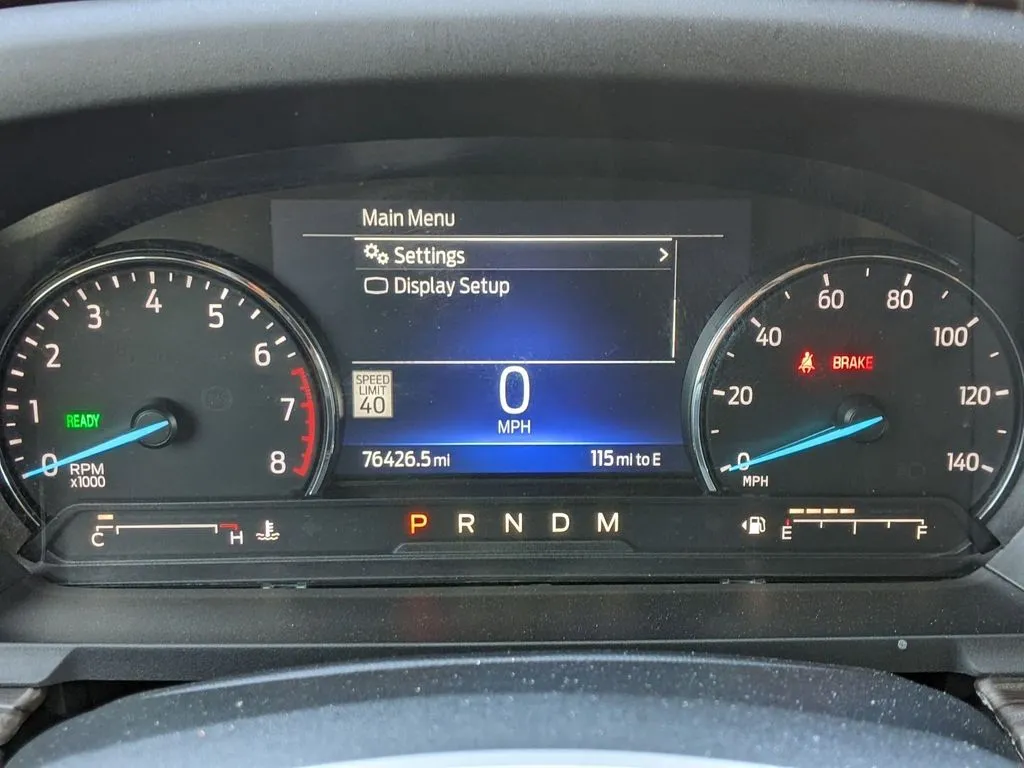 Main Menu
Settings
Display Setup
SPEED
LIMIT
40
0
MPH
76426.5 mi
115 mi to E
0
1
2
3
4
5
6
7
8
READY
RPM
x1000
0
20
40
60
80
100
120
140
BRAKE
MPH
C
H
P R N D M
E
F